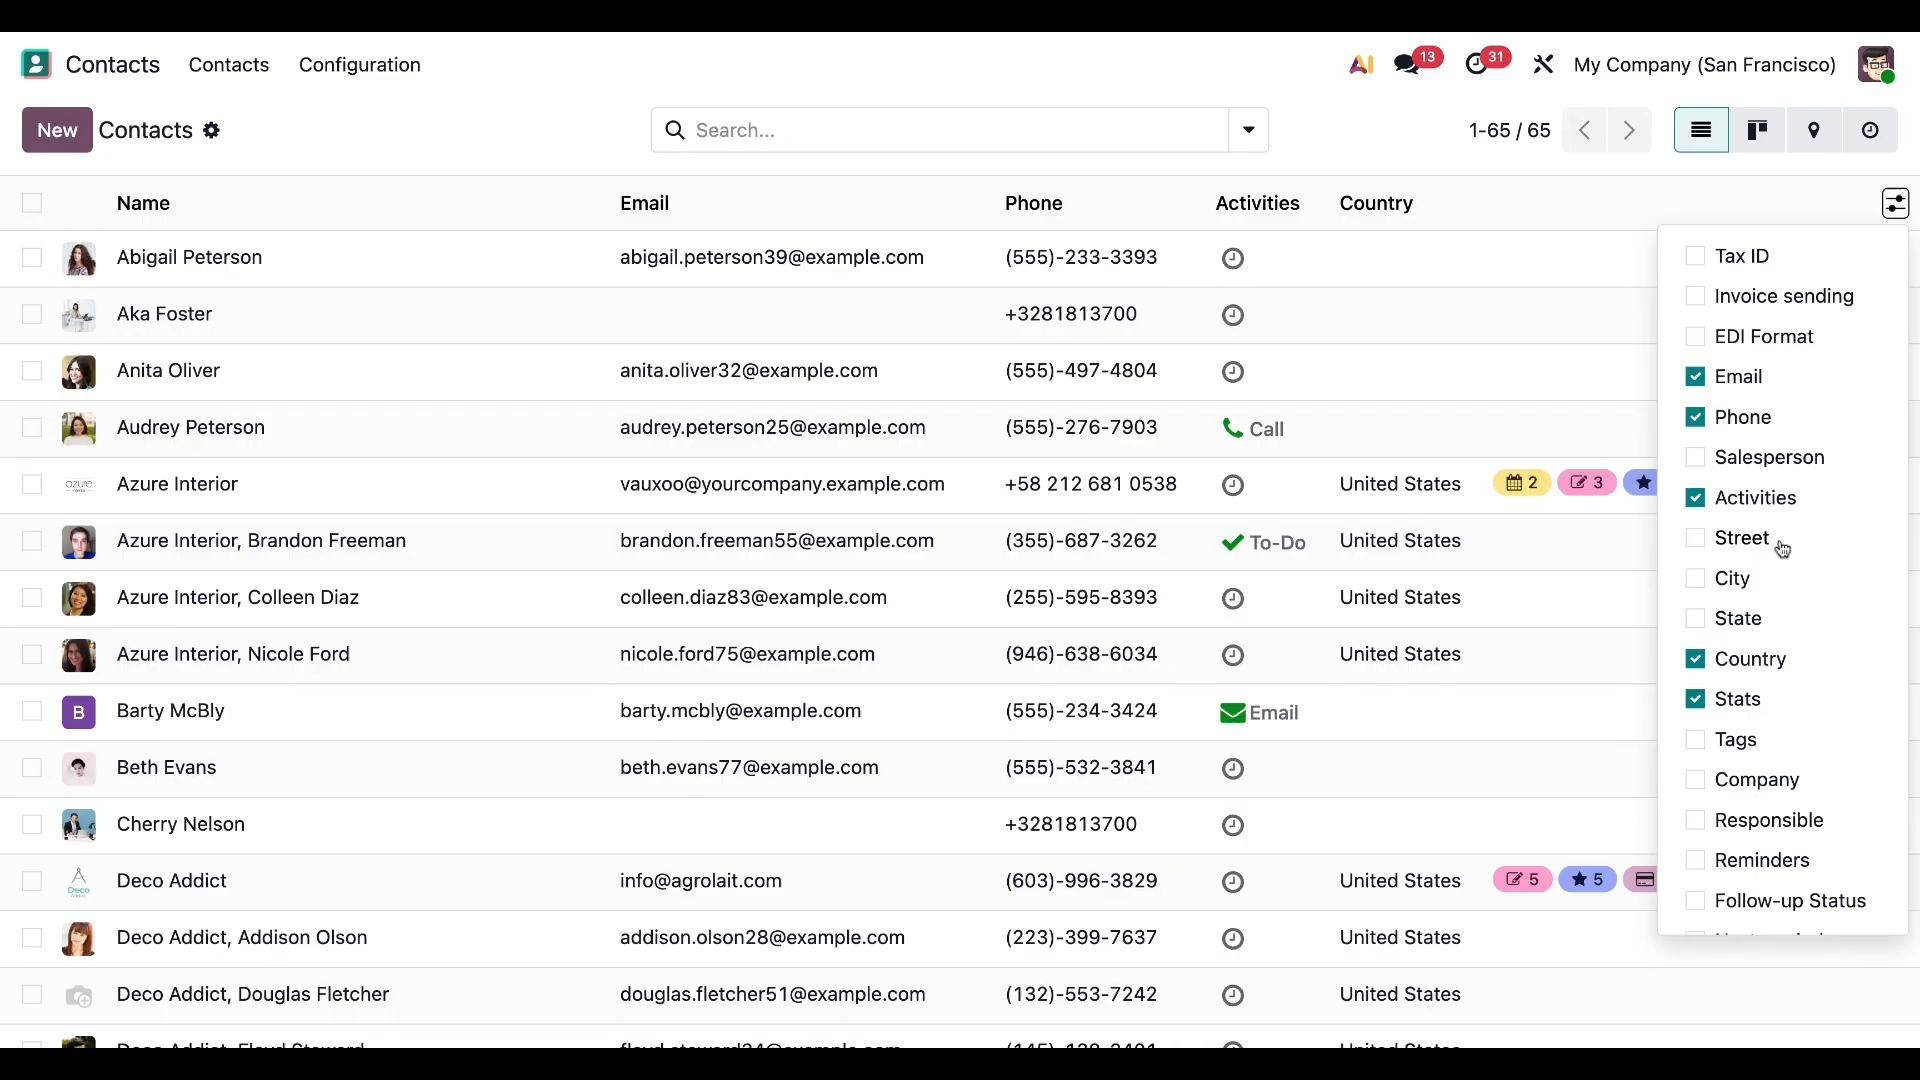 Contacts Contacts Configuration AI 13 31 My Company (San Francisco)
New Contacts Search... 1-65 / 65
Name Email Phone Activities Country
Abigail Peterson abigail.peterson39@example.com (555)-233-3393
Aka Foster +3281813700
Anita Oliver anita.oliver32@example.com (555)-497-4804
Audrey Peterson audrey.peterson25@example.com (555)-276-7903 Call
azure Azure Interior vauxoo@yourcompany.example.com +58 212 681 0538 United States 2 3
Azure Interior, Brandon Freeman brandon.freeman55@example.com (355)-687-3262 To-Do United States
Azure Interior, Colleen Diaz colleen.diaz83@example.com (255)-595-8393 United States
Azure Interior, Nicole Ford nicole.ford75@example.com (946)-638-6034 United States
B Barty McBly barty.mcbly@example.com (555)-234-3424 Email
Beth Evans beth.evans77@example.com (555)-532-3841
Cherry Nelson +3281813700
Deco Addict Deco Addict info@agrolait.com (603)-996-3829 United States 5 5
Deco Addict, Addison Olson addison.olson28@example.com (223)-399-7637 United States
Deco Addict, Douglas Fletcher douglas.fletcher51@example.com (132)-553-7242 United States
Tax ID
Invoice sending
EDI Format
Email
Phone
Salesperson
Activities
Street
City
State
Country
Stats
Tags
Company
Responsible
Reminders
Follow-up Status